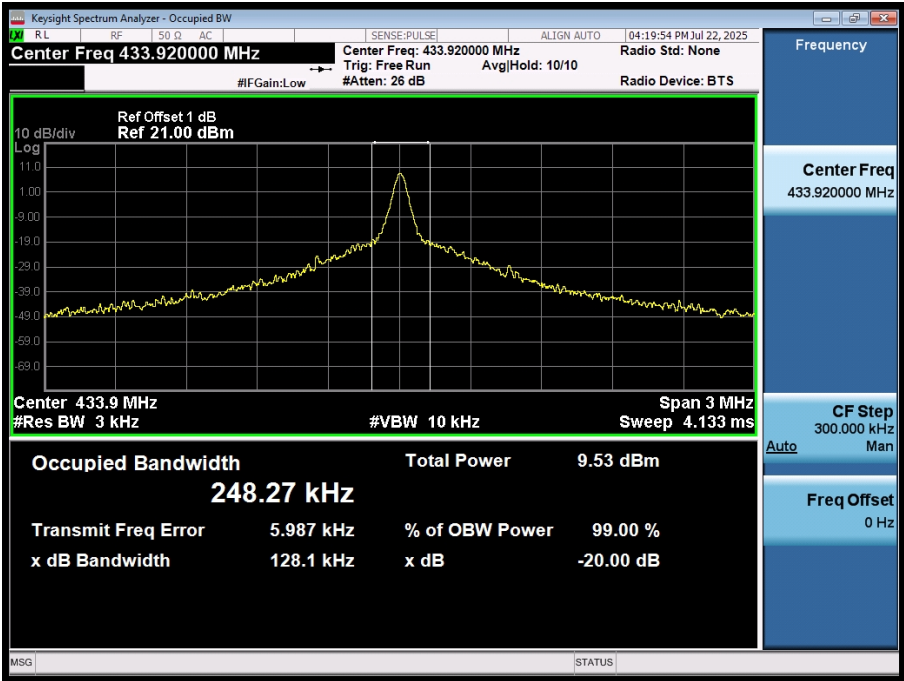 Keysight Spectrum Analyzer - Occupied BW
LXI RL RF 50 Ω AC SENSE:PULSE ALIGN AUTO 04:19:54 PM Jul 22, 2025
Center Freq 433.920000 MHz
Center Freq: 433.920000 MHz
Radio Std: None
Trig: Free Run Avg|Hold: 10/10
#IFGain:Low #Atten: 26 dB
Radio Device: BTS
Ref Offset 1 dB
10 dB/div Ref 21.00 dBm
Log
11.0
1.00
-9.00
-19.0
-29.0
-39.0
-49.0
-59.0
-69.0
Center 433.9 MHz Span 3 MHz
#Res BW 3 kHz #VBW 10 kHz Sweep 4.133 ms
Occupied Bandwidth Total Power 9.53 dBm
248.27 kHz
Transmit Freq Error 5.987 kHz % of OBW Power 99.00 %
x dB Bandwidth 128.1 kHz x dB -20.00 dB
MSG STATUS
Frequency
Center Freq
433.920000 MHz
CF Step
300.000 kHz
Auto Man
Freq Offset
0 Hz